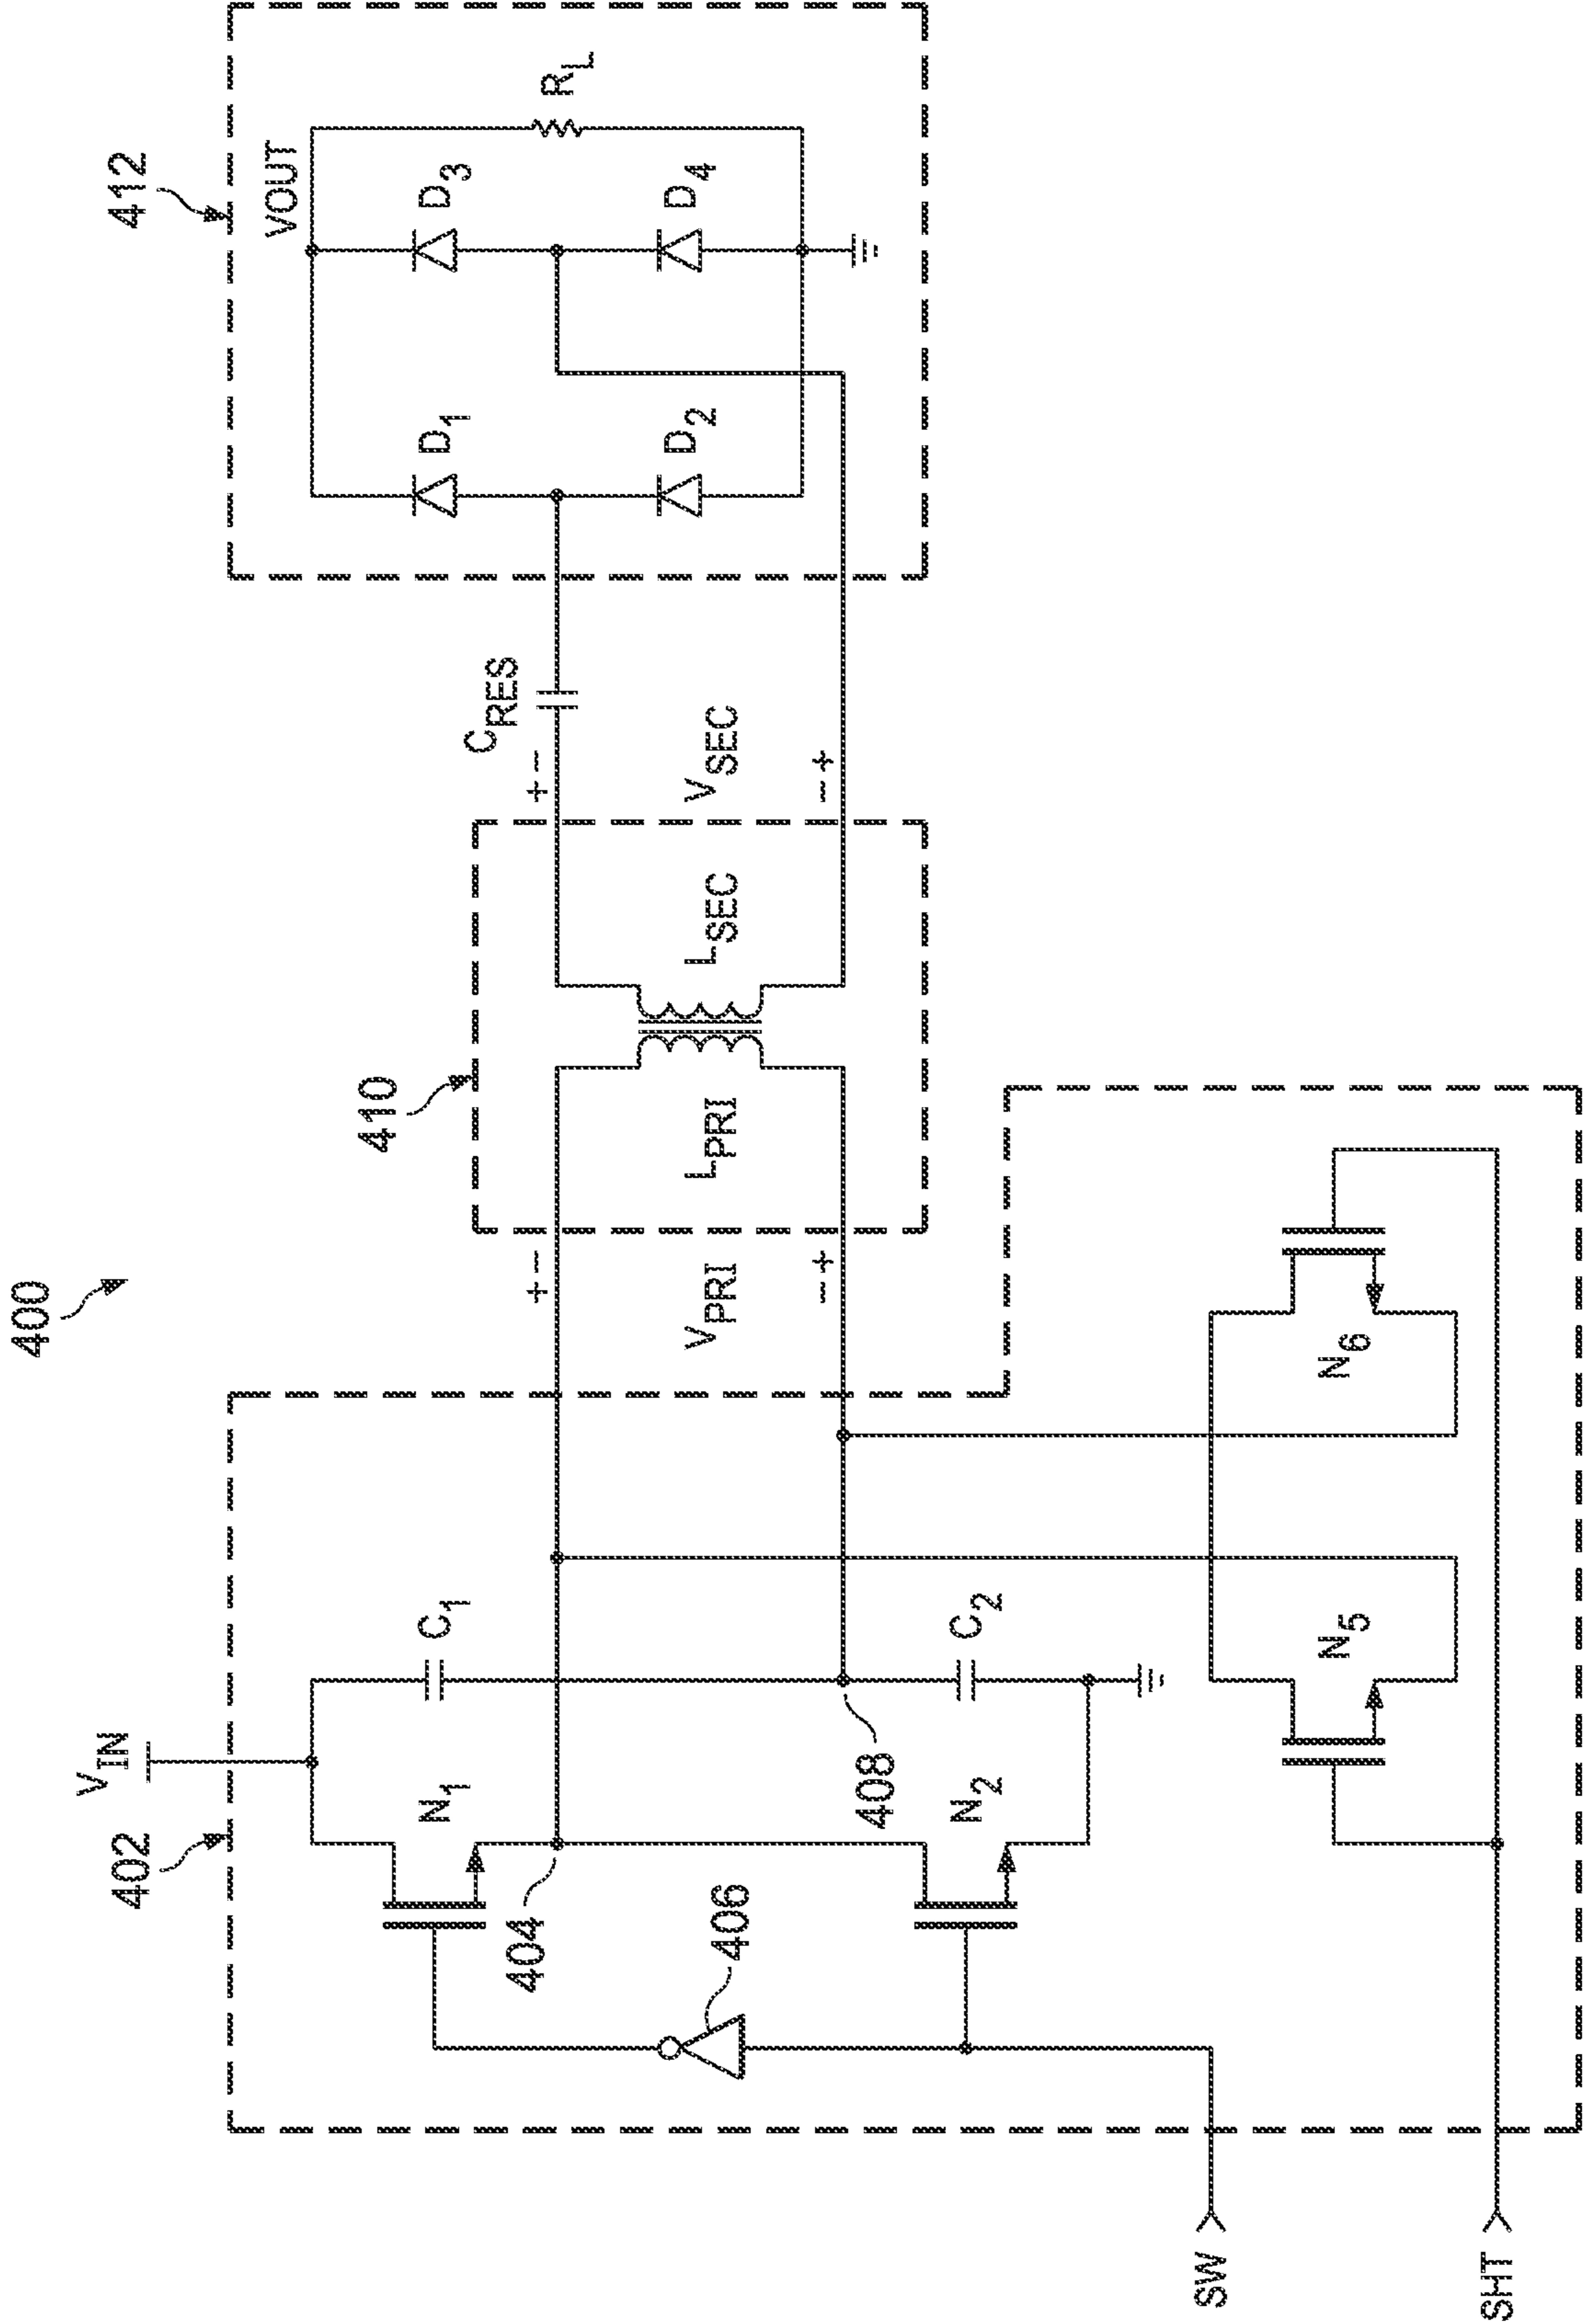 400
402
V_IN
N_1
C_1
404
406
408
N_2
C_2
N_5
N_6
SW
SHT
410
+ -
V_PRI
- +
L_PRI
L_SEC
+ -
V_SEC
- +
C_RES
412
VOUT
D_1
D_3
R_L
D_2
D_4